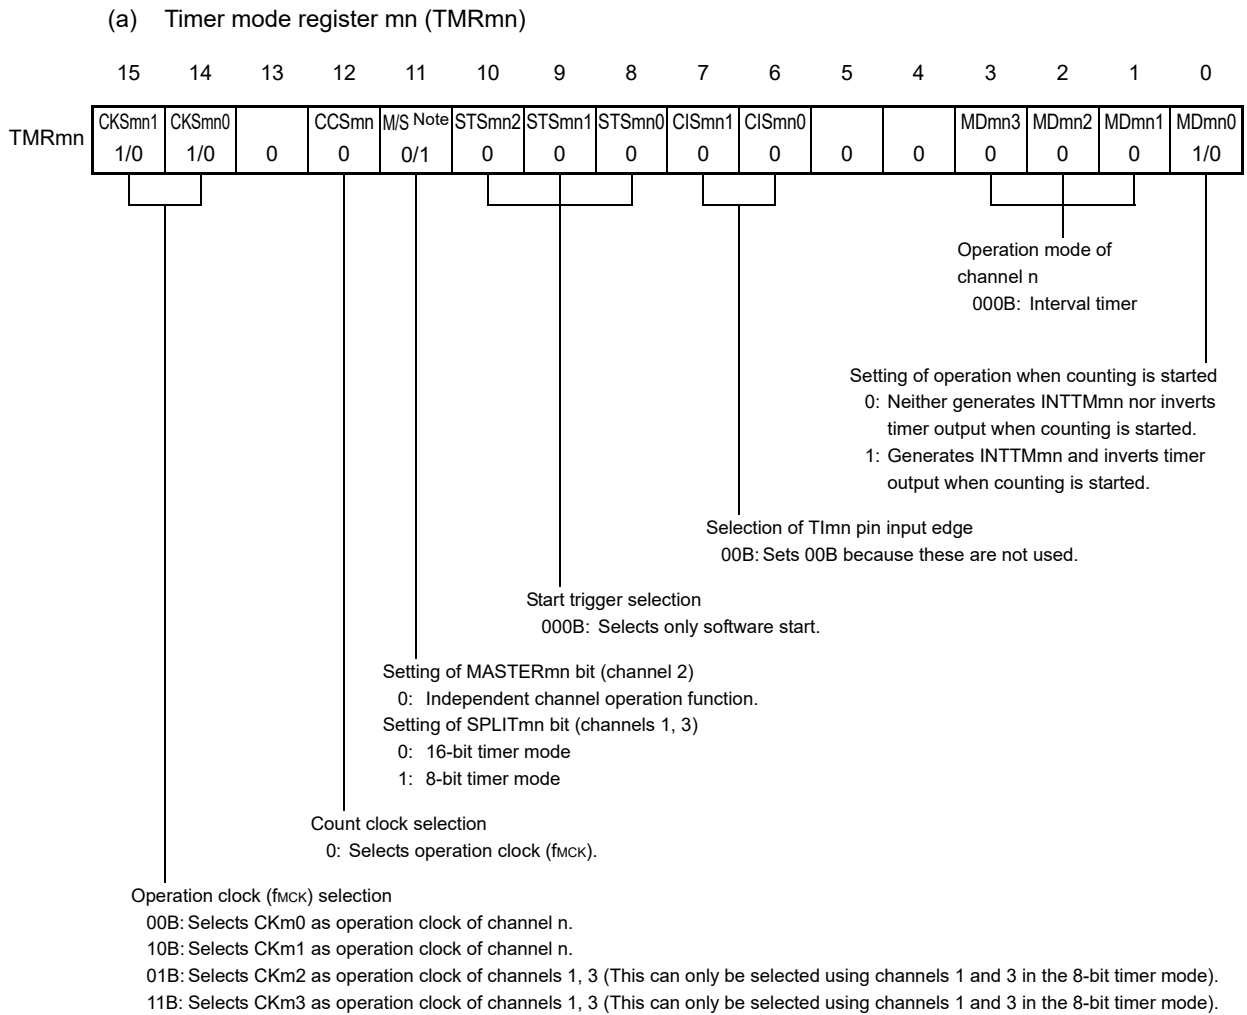 (a) Timer mode register mn (TMRmn)
15 14 13 12 11 10 9 8 7 6 5 4 3 2 1 0
TMRmn CKSmn1 CKSmn0 CCSmn M/S Note STSmn2 STSmn1 STSmn0 CISmn1 CISmn0 MDmn3 MDmn2 MDmn1 MDmn0
1/0 1/0 0 0 0/1 0 0 0 0 0 0 0 0 0 0 1/0
Operation mode of
channel n
000B: Interval timer
Setting of operation when counting is started
0: Neither generates INTTMmn nor inverts
timer output when counting is started.
1: Generates INTTMmn and inverts timer
output when counting is started.
Selection of TImn pin input edge
00B: Sets 00B because these are not used.
Start trigger selection
000B: Selects only software start.
Setting of MASTERmn bit (channel 2)
0: Independent channel operation function.
Setting of SPLITmn bit (channels 1, 3)
0: 16-bit timer mode
1: 8-bit timer mode
Count clock selection
0: Selects operation clock (fMCK).
Operation clock (fMCK) selection
00B: Selects CKm0 as operation clock of channel n.
10B: Selects CKm1 as operation clock of channel n.
01B: Selects CKm2 as operation clock of channels 1, 3 (This can only be selected using channels 1 and 3 in the 8-bit timer mode).
11B: Selects CKm3 as operation clock of channels 1, 3 (This can only be selected using channels 1 and 3 in the 8-bit timer mode).